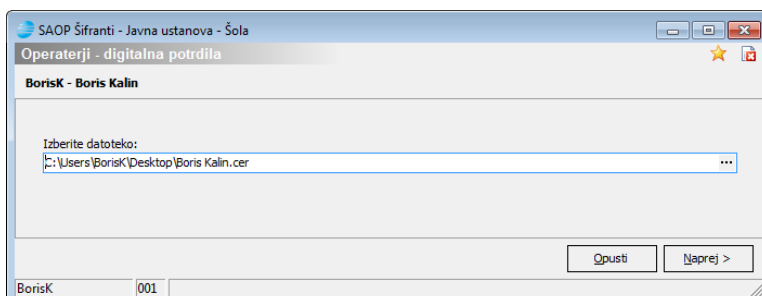 SAOP Šifranti - Javna ustanova - Šola
Operaterji - digitalna potrdila
BorisK - Boris Kalin
Izberite datoteko:
C:\Users\BorisK\Desktop\Boris Kalin.cer
...
Opusti
Naprej >
BorisK
001